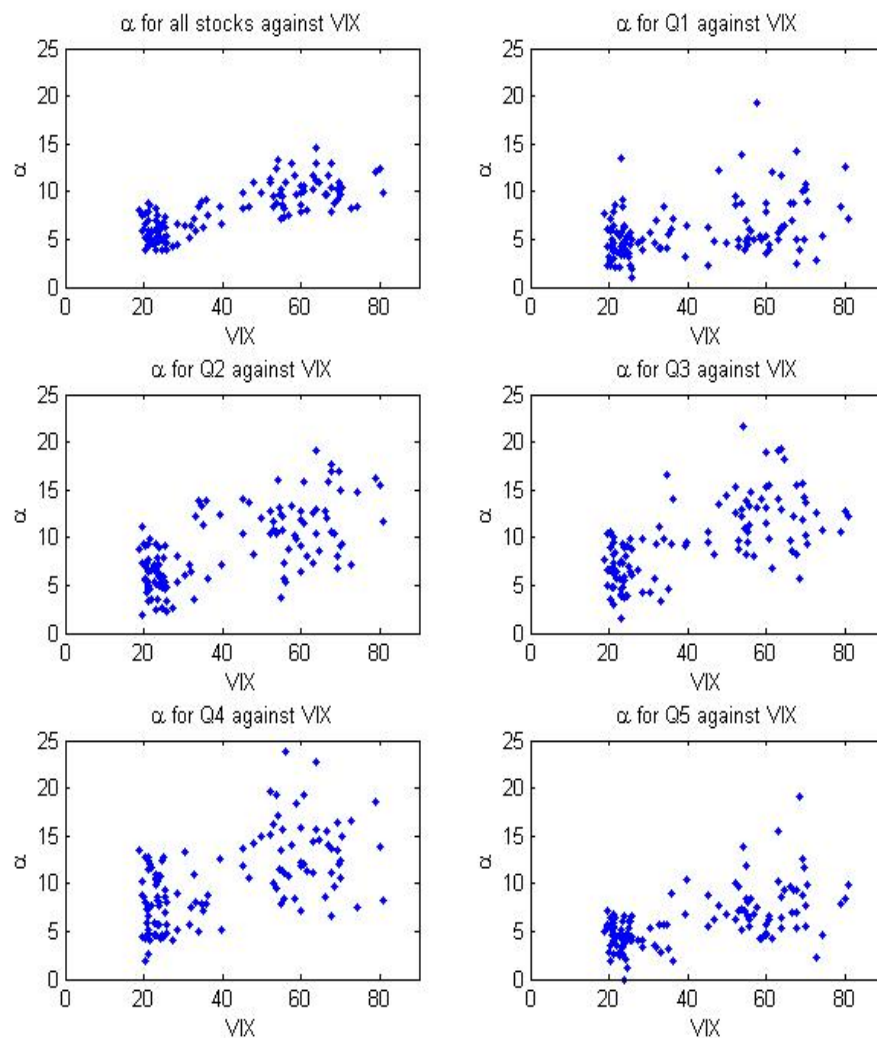 α for all stocks against VIX
25
20
15
10
5
0
α
0 20 40 60 80
VIX
α for Q1 against VIX
25
20
15
10
5
0
α
0 20 40 60 80
VIX
α for Q2 against VIX
25
20
15
10
5
0
α
0 20 40 60 80
VIX
α for Q3 against VIX
25
20
15
10
5
0
α
0 20 40 60 80
VIX
α for Q4 against VIX
25
20
15
10
5
0
α
0 20 40 60 80
VIX
α for Q5 against VIX
25
20
15
10
5
0
α
0 20 40 60 80
VIX